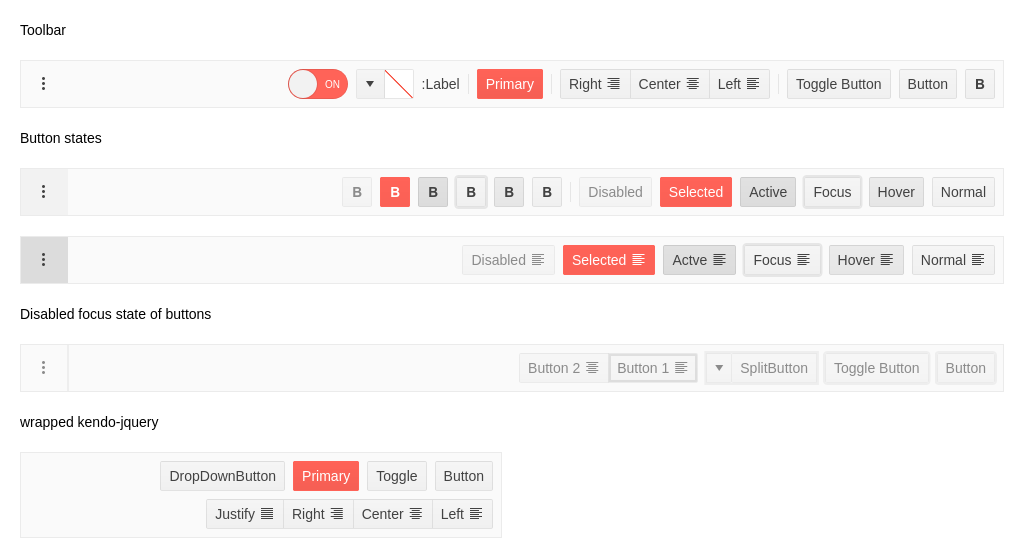 Toolbar
ON :Label Primary Right Center Left Toggle Button Button B
Button states
B B B B B B Disabled Selected Active Focus Hover Normal
Disabled Selected Actve Focus Hover Normal
Disabled focus state of buttons
Button 2 Button 1 SplitButton Toggle Button Button
wrapped kendo-jquery
DropDownButton Primary Toggle Button
Justify Right Center Left